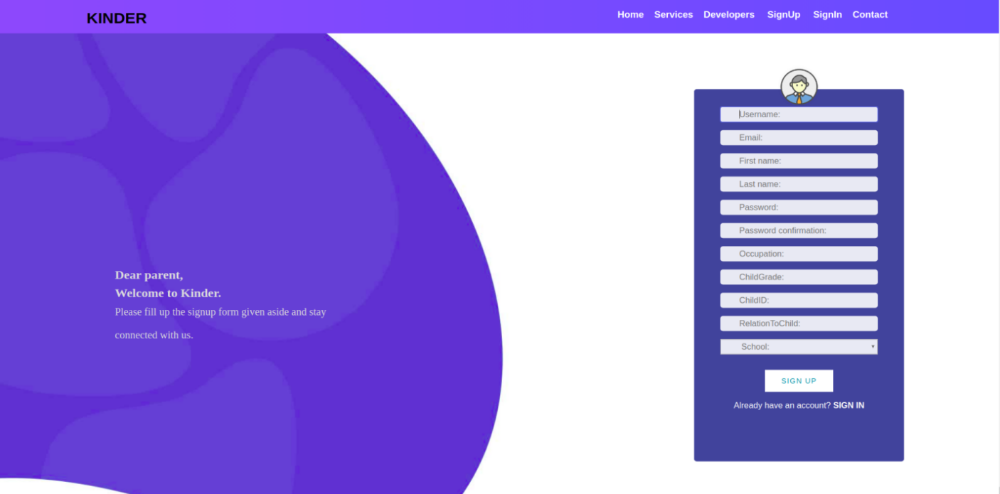 KINDER
Home Services Developers SignUp SignIn Contact
Dear parent,
Welcome to Kinder.
Please fill up the signup form given aside and stay
connected with us.
Username:
Email:
First name:
Last name:
Password:
Password confirmation:
Occupation:
ChildGrade:
ChildID:
RelationToChild:
School:
SIGN UP
Already have an account? SIGN IN